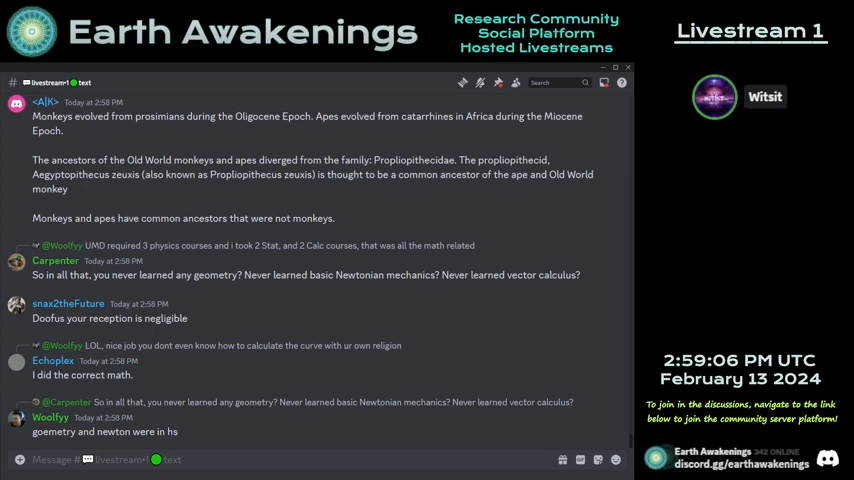 Earth Awakenings
Research Community
Social Platform
Hosted Livestreams
Livestream 1
# livestream•1 text
Search
Witsit
<A|K> Today at 2:58 PM
Monkeys evolved from prosimians during the Oligocene Epoch. Apes evolved from catarrhines in Africa during the Miocene
Epoch.
The ancestors of the Old World monkeys and apes diverged from the family: Propliopithecidae. The propliopithecid,
Aegyptopithecus zeuxis (also known as Propliopithecus zeuxis) is thought to be a common ancestor of the ape and Old World
monkey
Monkeys and apes have common ancestors that were not monkeys.
@Woolfyy UMD required 3 physics courses and i took 2 Stat, and 2 Calc courses, that was all the math related
Carpenter Today at 2:58 PM
So in all that, you never learned any geometry? Never learned basic Newtonian mechanics? Never learned vector calculus?
snax2theFuture Today at 2:58 PM
Doofus your reception is negligible
@Woolfyy LOL, nice job you dont even know how to calculate the curve with ur own religion
Echoplex Today at 2:58 PM
I did the correct math.
@Carpenter So in all that, you never learned any geometry? Never learned basic Newtonian mechanics? Never learned vector calculus?
Woolfyy Today at 2:58 PM
goemetry and newton were in hs
Message # livestream•1 text
2:59:06 PM UTC
February 13 2024
To join in the discussions, navigate to the link
below to join the community server platform!
Earth Awakenings 342 ONLINE
discord.gg/earthawakenings